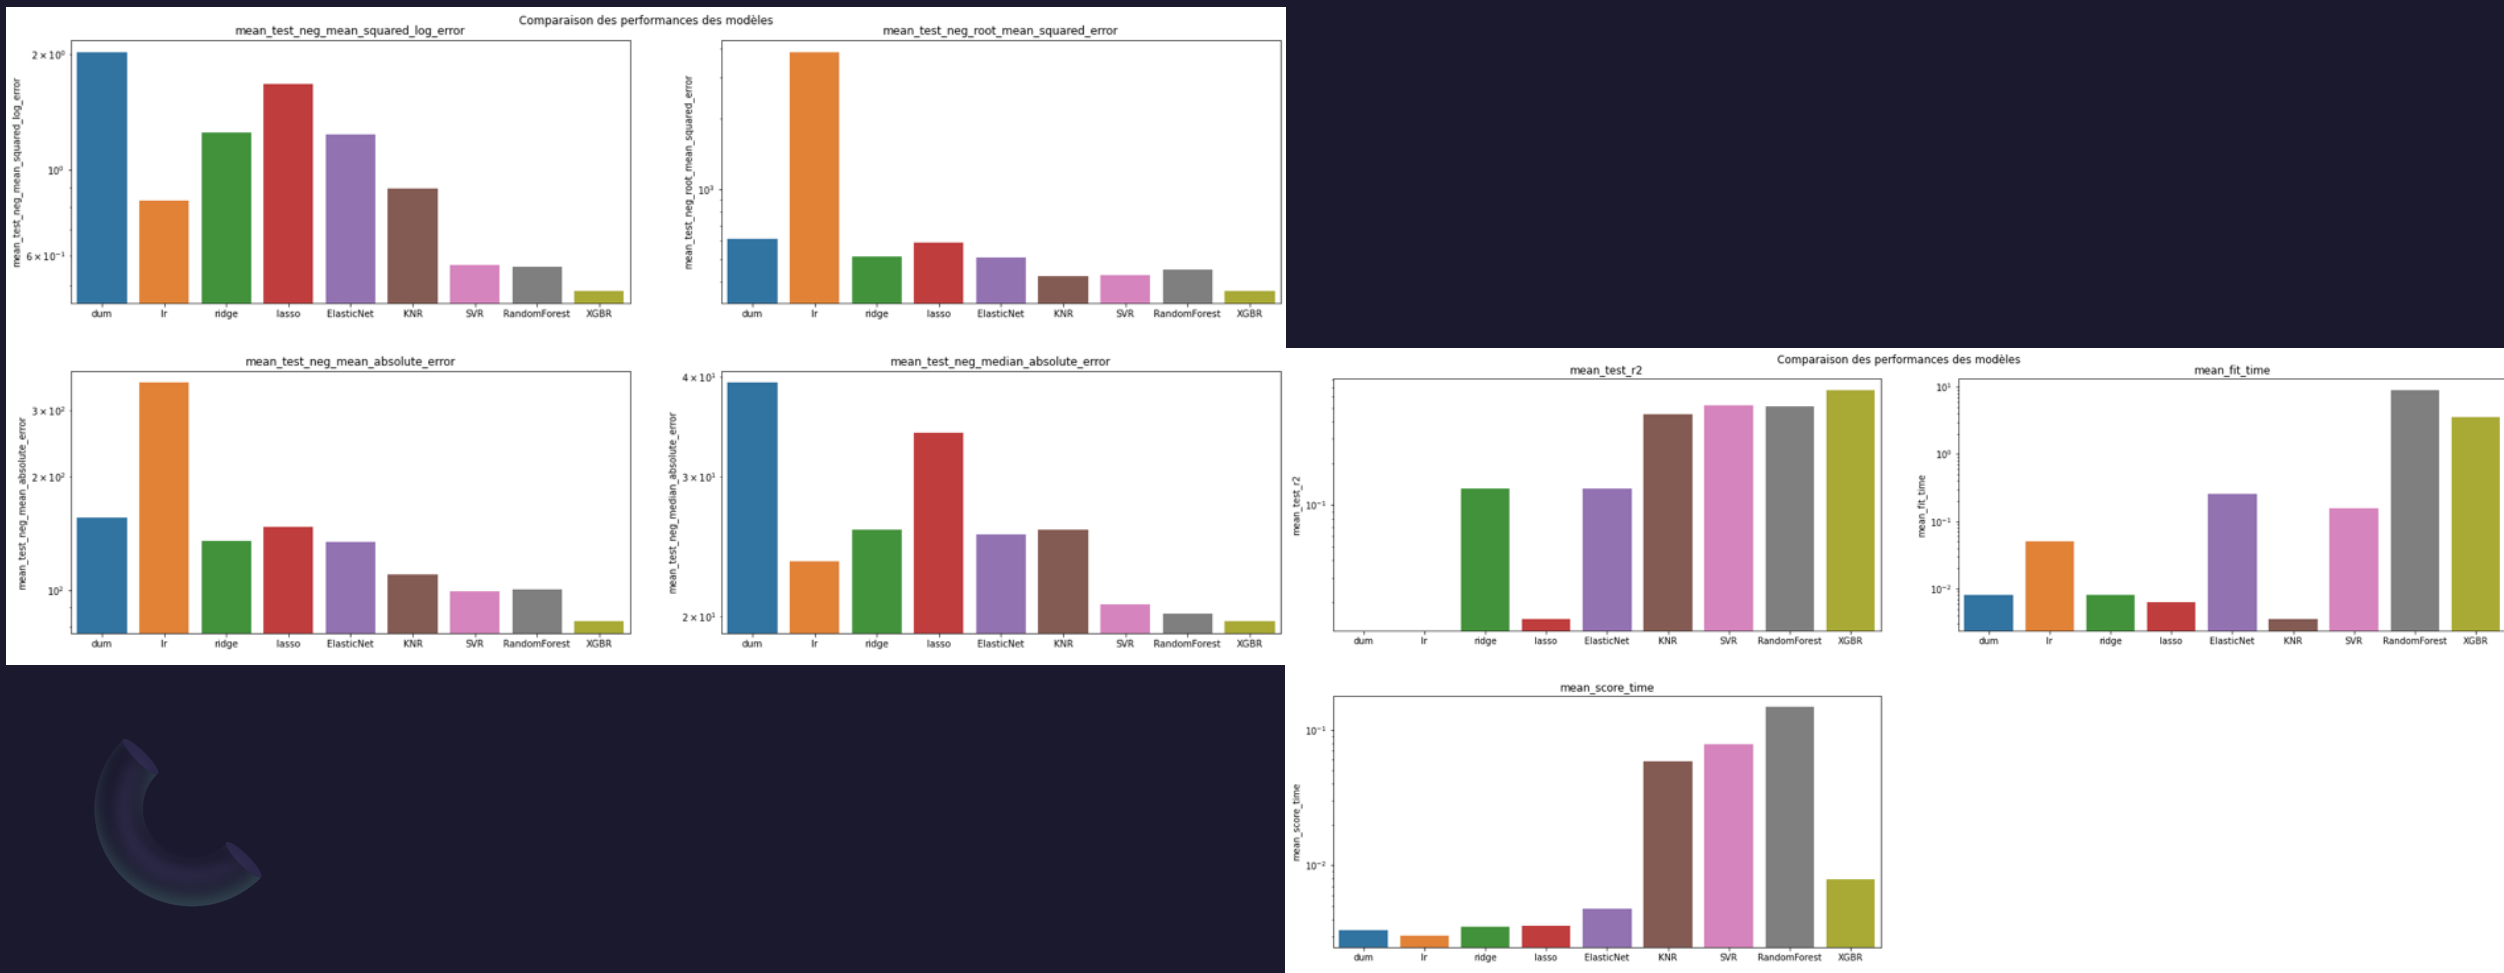 Comparaison des performances des modèles
mean_test_neg_mean_squared_log_error
mean_test_neg_mean_squared_log_error
2 × 10⁰
10⁰
6 × 10⁻¹
dum lr ridge lasso ElasticNet KNR SVR RandomForest XGBR
mean_test_neg_root_mean_squared_error
mean_test_neg_root_mean_squared_error
10³
dum lr ridge lasso ElasticNet KNR SVR RandomForest XGBR
mean_test_neg_mean_absolute_error
mean_test_neg_mean_absolute_error
3 × 10²
2 × 10²
10²
dum lr ridge lasso ElasticNet KNR SVR RandomForest XGBR
mean_test_neg_median_absolute_error
mean_test_neg_median_absolute_error
4 × 10¹
3 × 10¹
2 × 10¹
dum lr ridge lasso ElasticNet KNR SVR RandomForest XGBR
Comparaison des performances des modèles
mean_test_r2
mean_test_r2
10⁻¹
dum lr ridge lasso ElasticNet KNR SVR RandomForest XGBR
mean_fit_time
mean_fit_time
10¹
10⁰
10⁻¹
10⁻²
dum lr ridge lasso ElasticNet KNR SVR RandomForest XGBR
mean_score_time
mean_score_time
10⁻¹
10⁻²
dum lr ridge lasso ElasticNet KNR SVR RandomForest XGBR